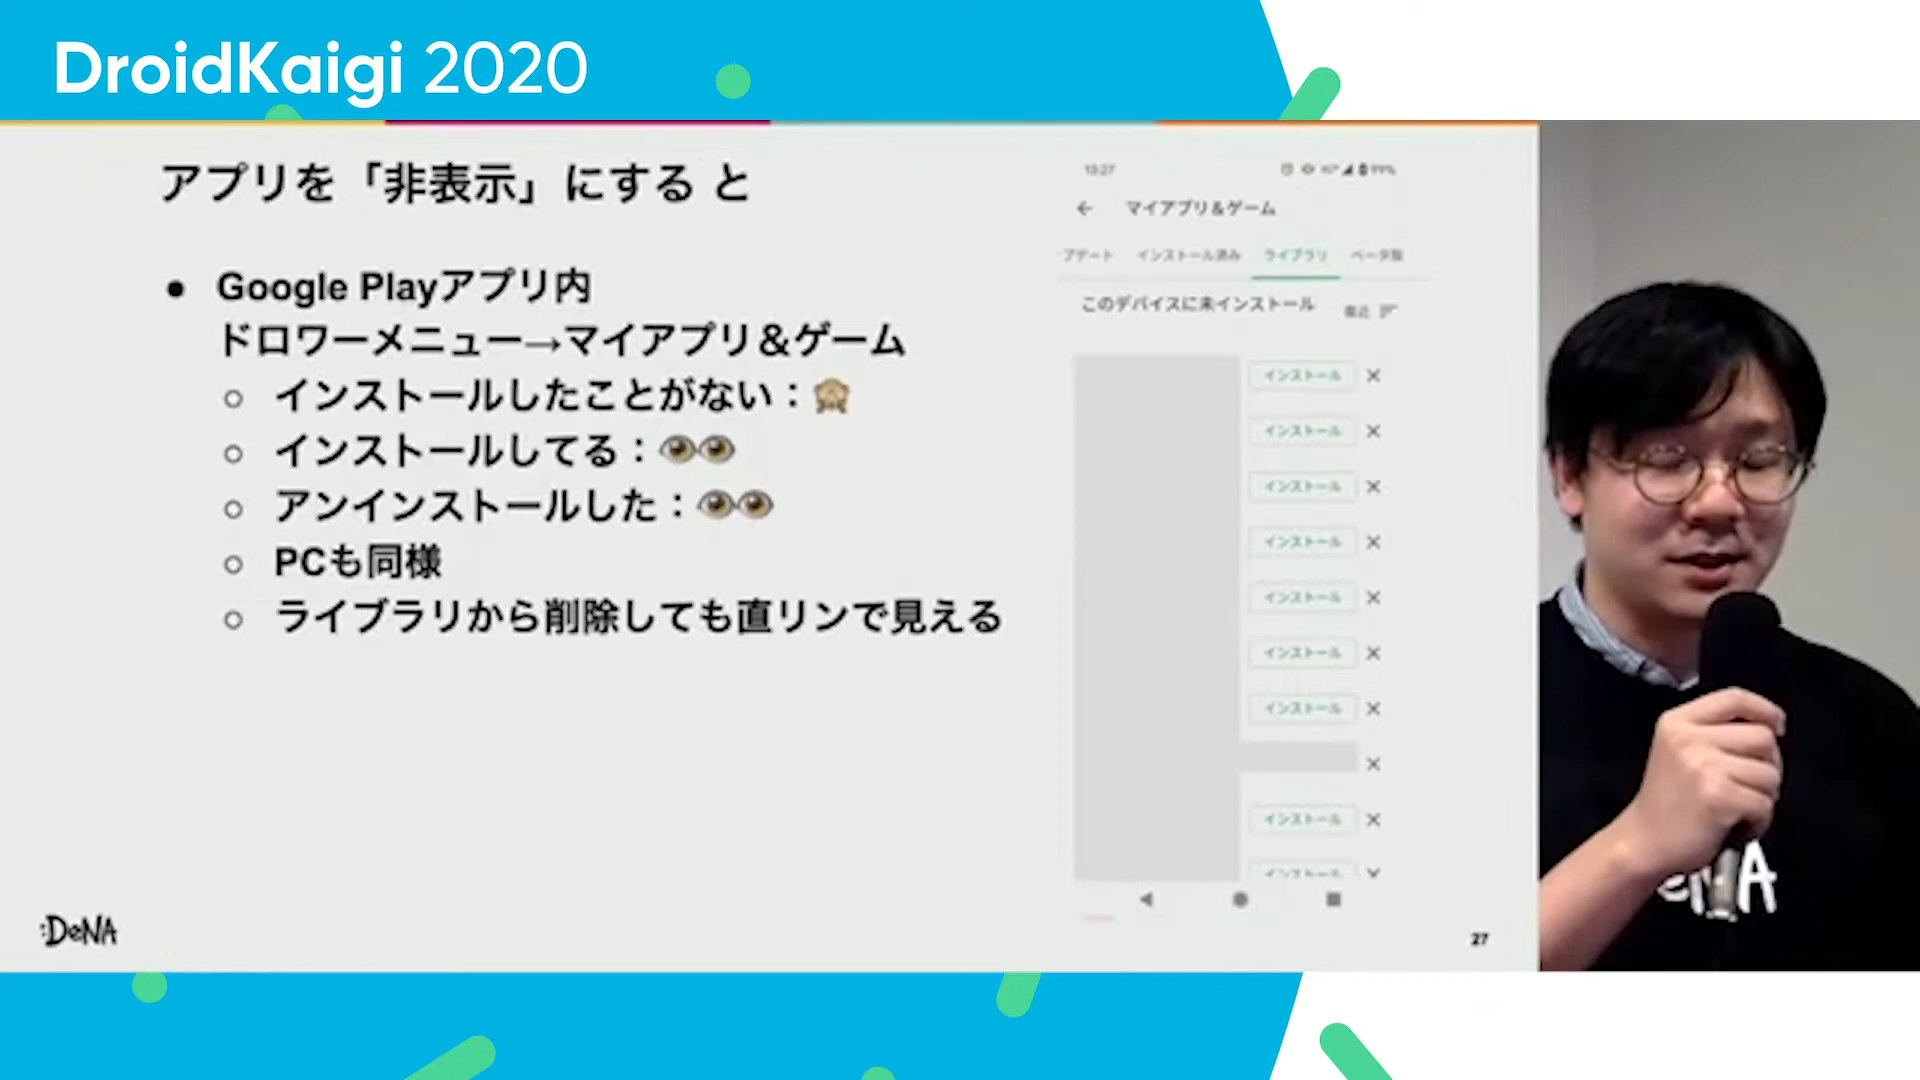 DroidKaigi 2020
アプリを「非表示」にする と
● Google Playアプリ内
ドロワーメニュー→マイアプリ＆ゲーム
○ インストールしたことがない：🙈
○ インストールしてる：👁👁
○ アンインストールした：👁👁
○ PCも同様
○ ライブラリから削除しても直リンで見える
:DeNA
13:27 99%
← マイアプリ＆ゲーム
プデート インストール済み ライブラリ ベータ版
このデバイスに未インストール
インストール ×
インストール ×
インストール ×
インストール ×
インストール ×
インストール ×
インストール ×
×
インストール ×
インストール ×
27